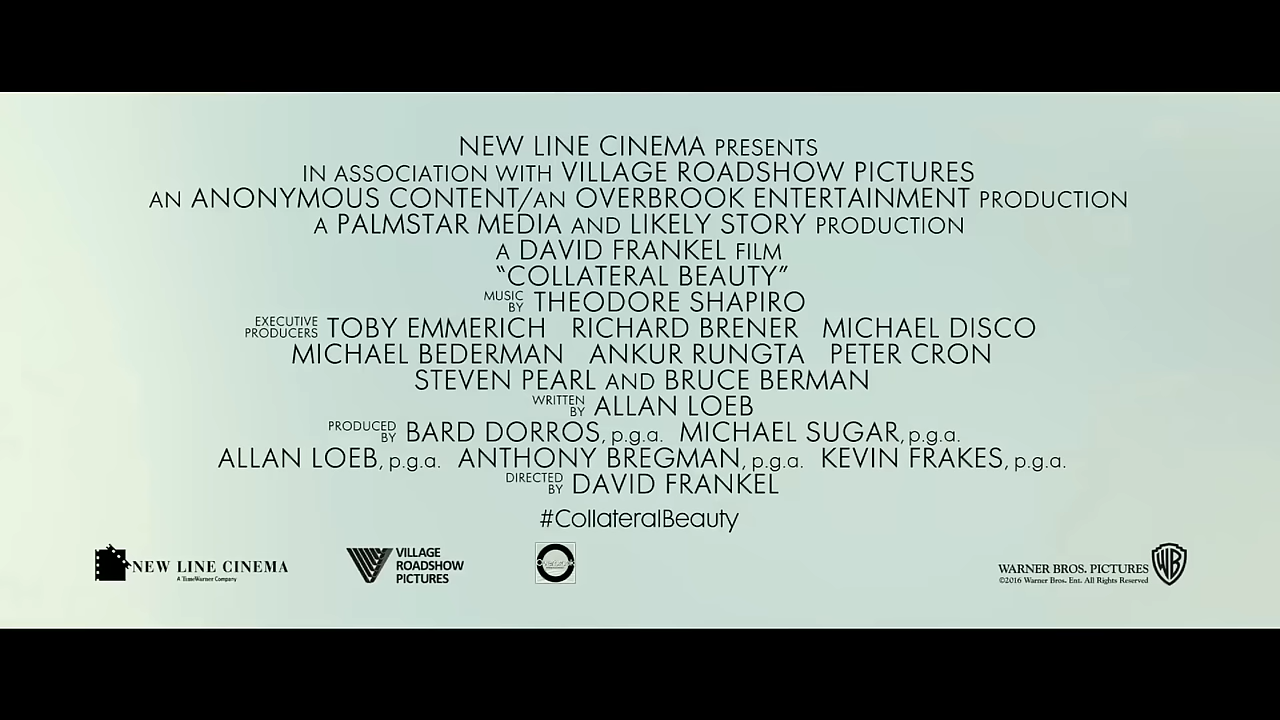 NEW LINE CINEMA PRESENTS
IN ASSOCIATION WITH VILLAGE ROADSHOW PICTURES
AN ANONYMOUS CONTENT/AN OVERBROOK ENTERTAINMENT PRODUCTION
A PALMSTAR MEDIA AND LIKELY STORY PRODUCTION
A DAVID FRANKEL FILM
“COLLATERAL BEAUTY”
MUSIC BY THEODORE SHAPIRO
EXECUTIVE PRODUCERS TOBY EMMERICH RICHARD BRENER MICHAEL DISCO
MICHAEL BEDERMAN ANKUR RUNGTA PETER CRON
STEVEN PEARL AND BRUCE BERMAN
WRITTEN BY ALLAN LOEB
PRODUCED BY BARD DORROS, p.g.a. MICHAEL SUGAR, p.g.a.
ALLAN LOEB, p.g.a. ANTHONY BREGMAN, p.g.a. KEVIN FRAKES, p.g.a.
DIRECTED BY DAVID FRANKEL
#CollateralBeauty
NEW LINE CINEMA
A TimeWarner Company
VILLAGE
ROADSHOW
PICTURES
WARNER BROS. PICTURES
©2016 Warner Bros. Ent. All Rights Reserved
WB